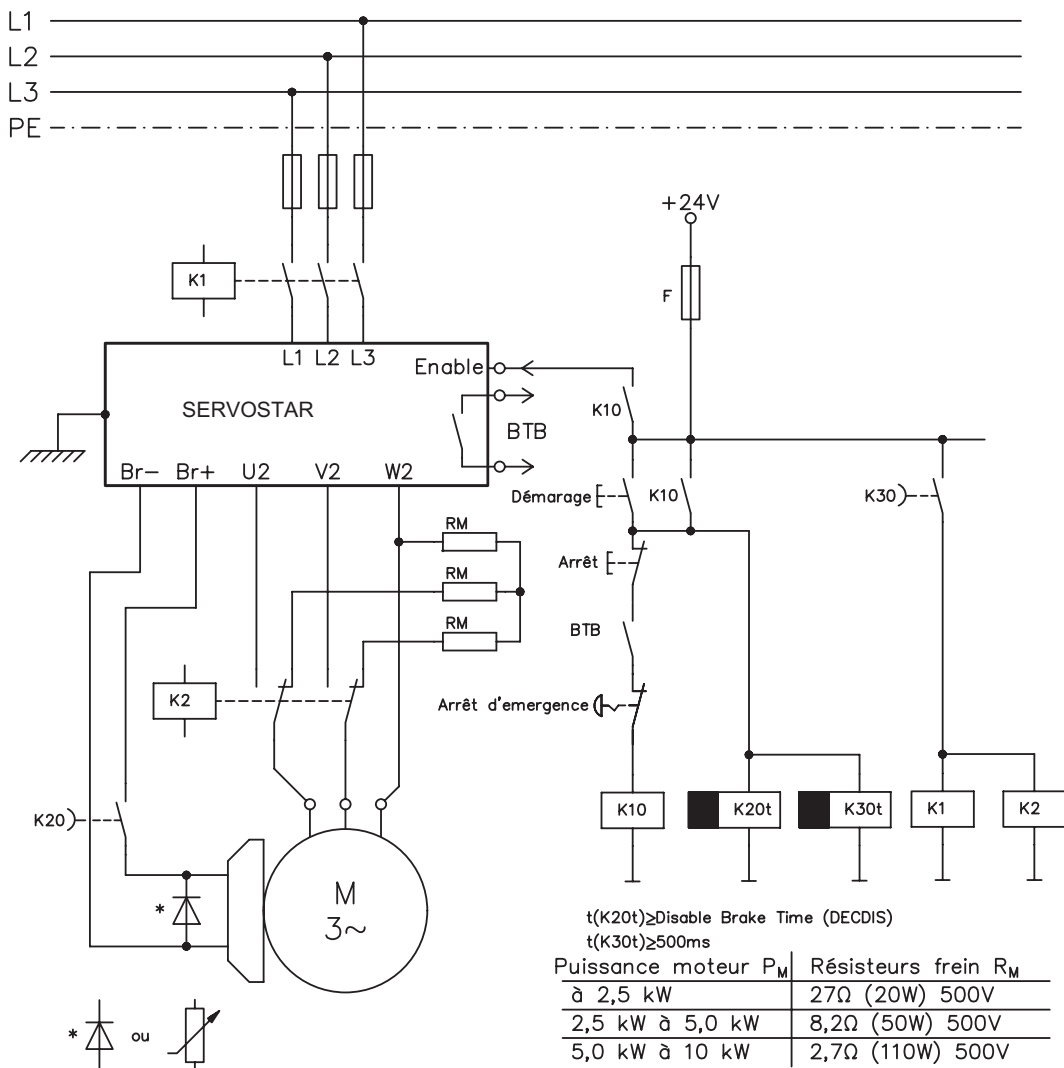 L1
L2
L3
PE
+24V
F
K1
L1 L2 L3
Enable
SERVOSTAR
BTB
K10
Br- Br+ U2 V2 W2
Démarage
K10
K30
RM
Arrêt
RM
BTB
RM
K2
Arrêt d'emergence
K20
K10
K20t
K30t
K1
K2
M
3~
*
t(K20t)≥Disable Brake Time (DECDIS)
t(K30t)≥500ms
Puissance moteur PM Résisteurs frein RM
à 2,5 kW 27Ω (20W) 500V
2,5 kW à 5,0 kW 8,2Ω (50W) 500V
5,0 kW à 10 kW 2,7Ω (110W) 500V
* ou